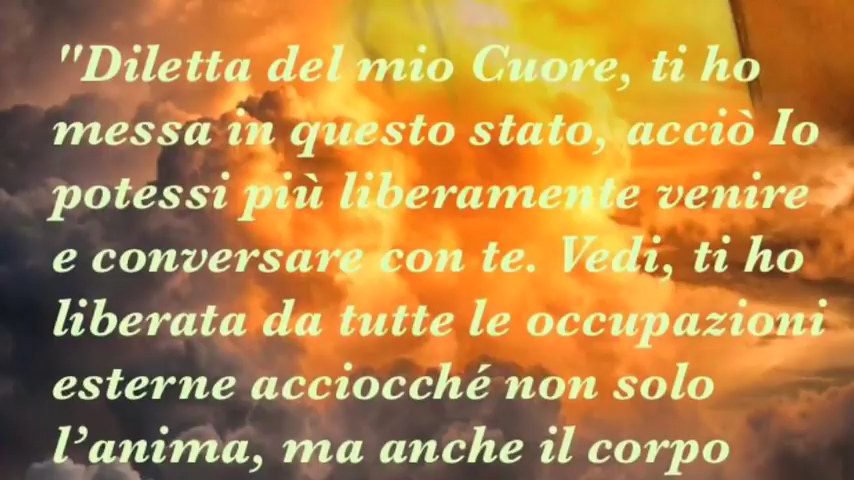 "Diletta del mio Cuore, ti ho
messa in questo stato, acciò Io
potessi più liberamente venire
e conversare con te. Vedi, ti ho
liberata da tutte le occupazioni
esterne acciocché non solo
l’anima, ma anche il corpo